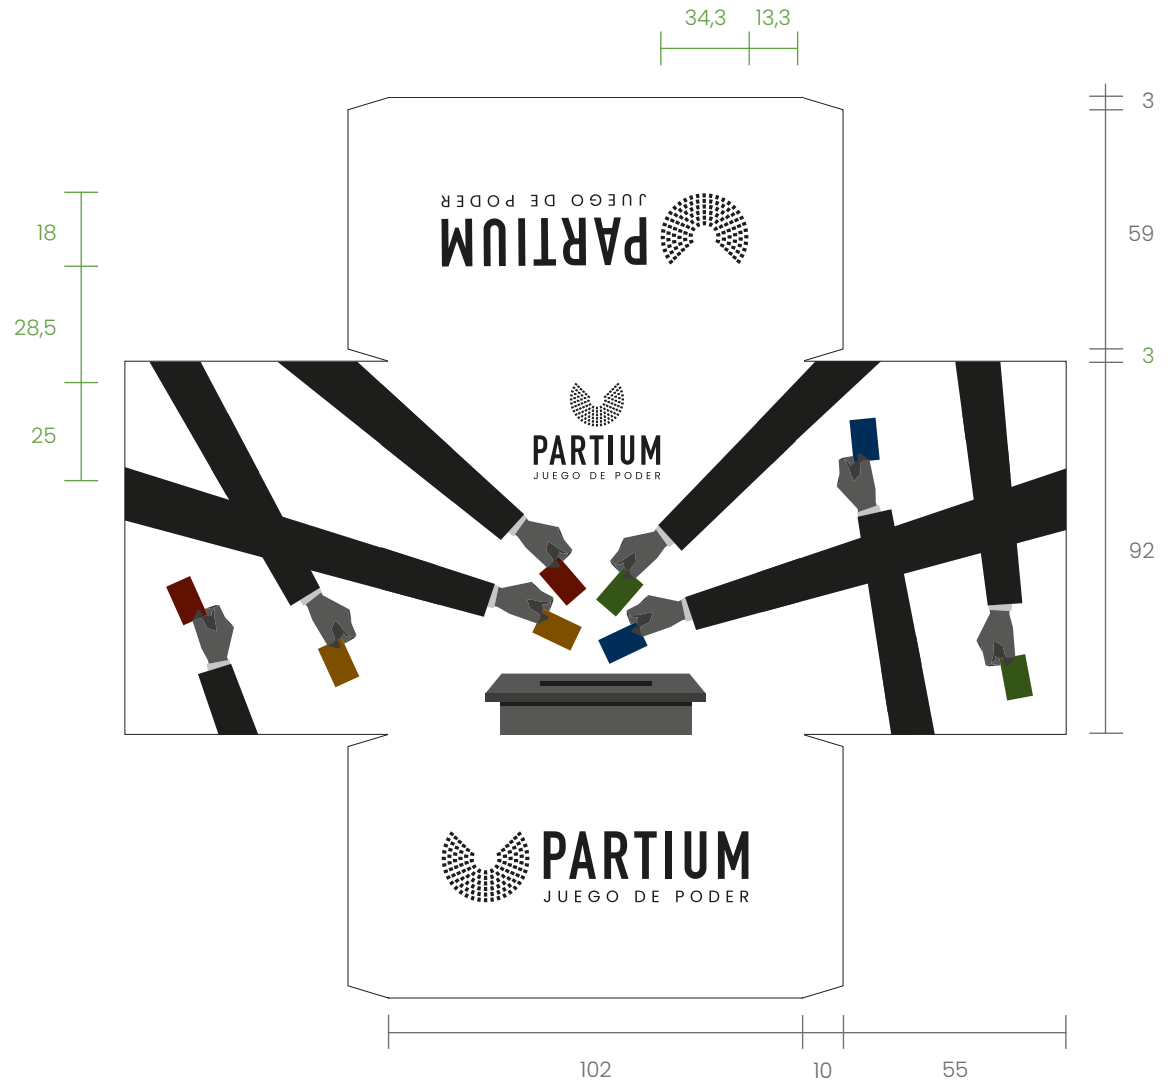 34,3 13,3
3
JUEGO DE PODER
PARTIUM
18
59
28,5
3
25
PARTIUM
JUEGO DE PODER
92
PARTIUM
JUEGO DE PODER
102 10 55